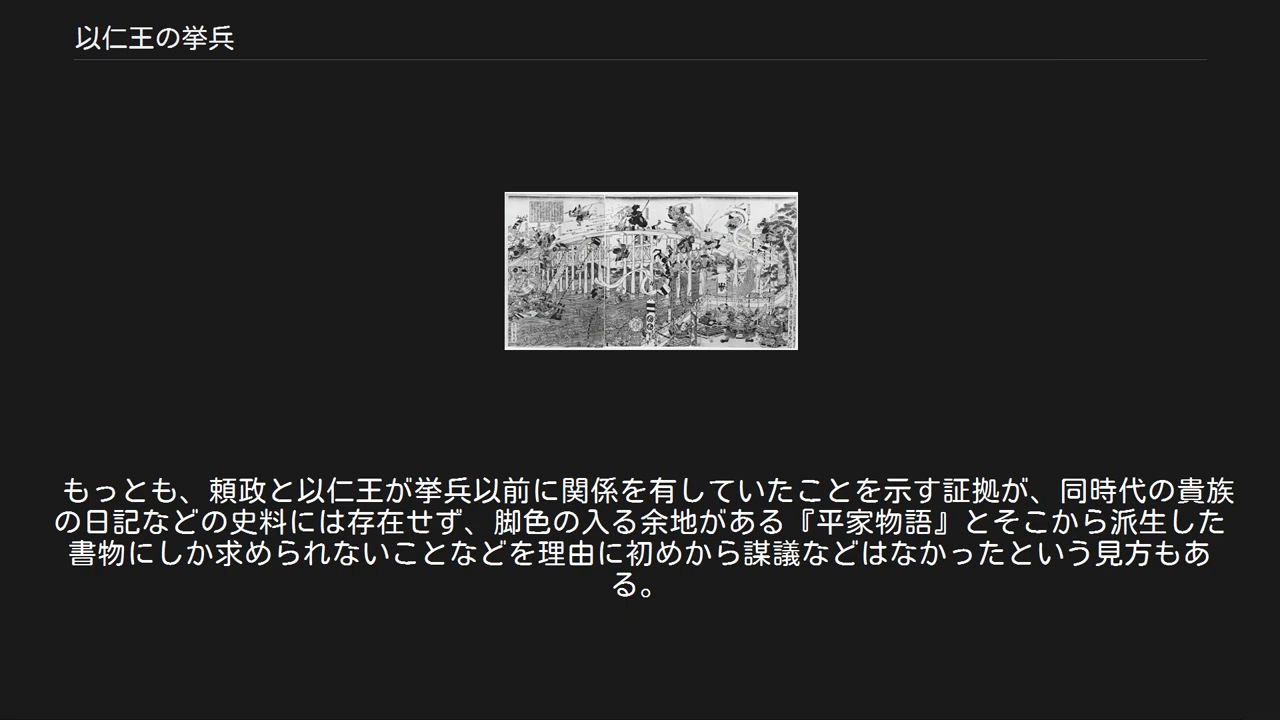 以仁王の挙兵
もっとも、頼政と以仁王が挙兵以前に関係を有していたことを示す証拠が、同時代の貴族
の日記などの史料には存在せず、脚色の入る余地がある『平家物語』とそこから派生した
書物にしか求められないことなどを理由に初めから謀議などはなかったという見方もあ
る。